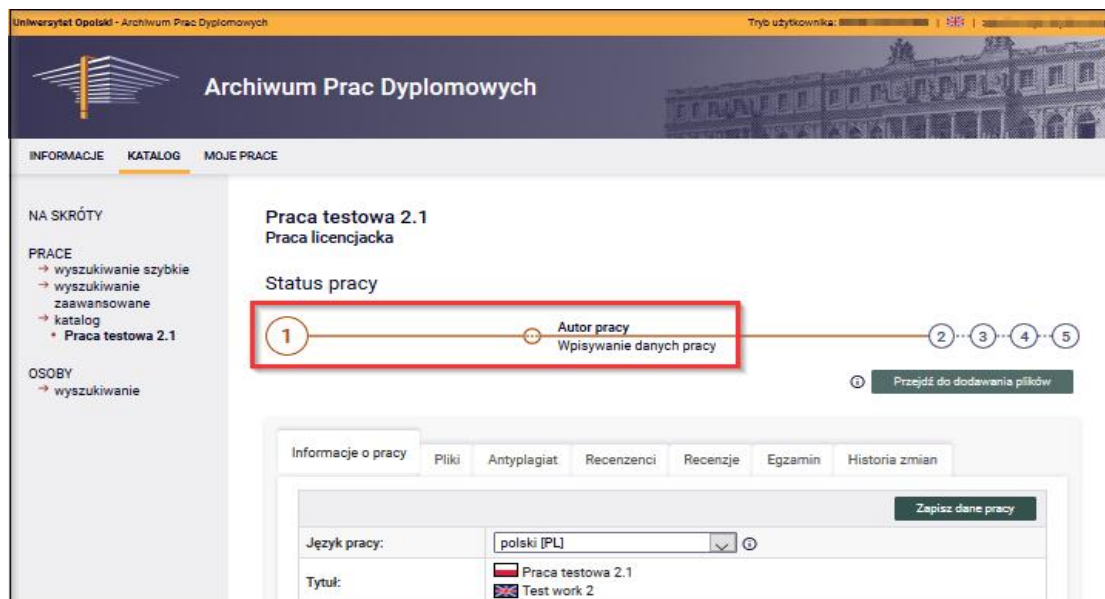 Uniwersytet Opolski - Archiwum Prac Dyplomowych
Tryb użytkownika:
Archiwum Prac Dyplomowych
INFORMACJE KATALOG MOJE PRACE
NA SKRÓTY
PRACE
→ wyszukiwanie szybkie
→ wyszukiwanie
zaawansowane
→ katalog
• Praca testowa 2.1
OSOBY
→ wyszukiwanie
Praca testowa 2.1
Praca licencjacka
Status pracy
1
Autor pracy
Wpisywanie danych pracy
2 3 4 5
Przejdź do dodawania plików
Informacje o pracy Pliki Antyplagiat Recenzenci Recenzje Egzamin Historia zmian
Zapisz dane pracy
Język pracy: polski [PL]
Tytuł: Praca testowa 2.1
Test work 2